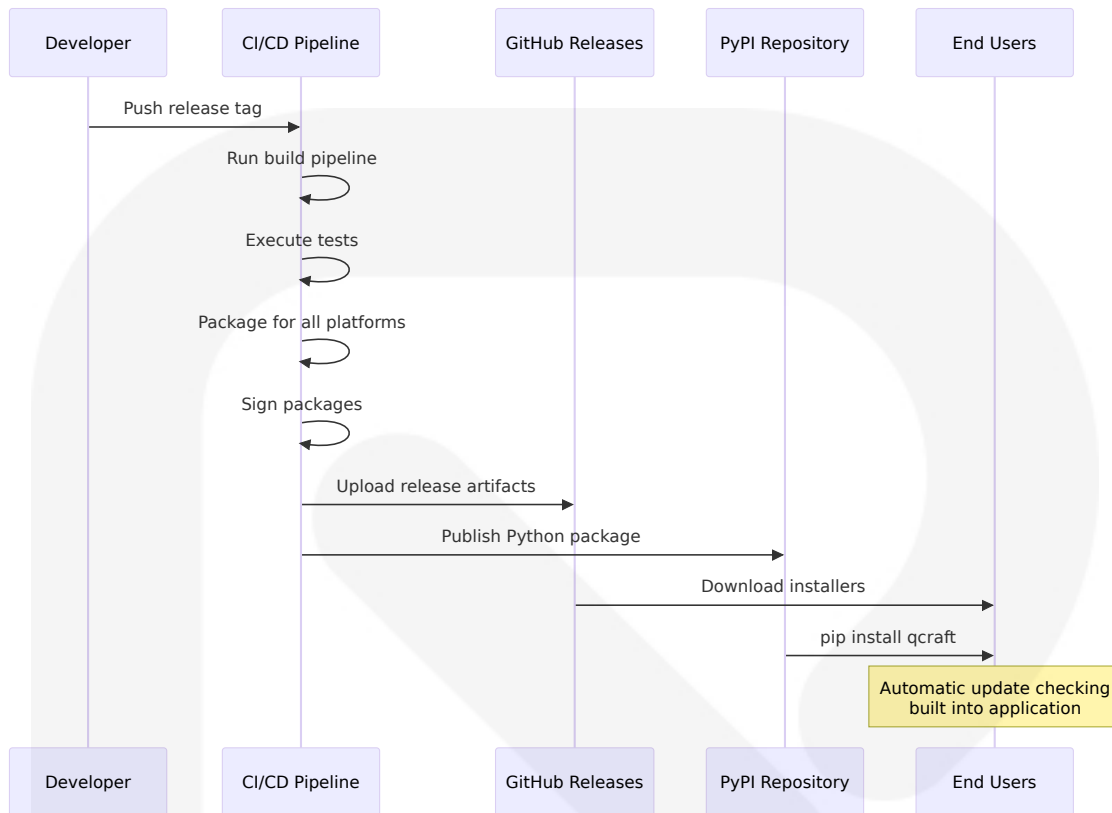 Developer
CI/CD Pipeline
GitHub Releases
PyPI Repository
End Users
Push release tag
Run build pipeline
Execute tests
Package for all platforms
Sign packages
Upload release artifacts
Publish Python package
Download installers
pip install qcraft
Automatic update checking
built into application
Developer
CI/CD Pipeline
GitHub Releases
PyPI Repository
End Users